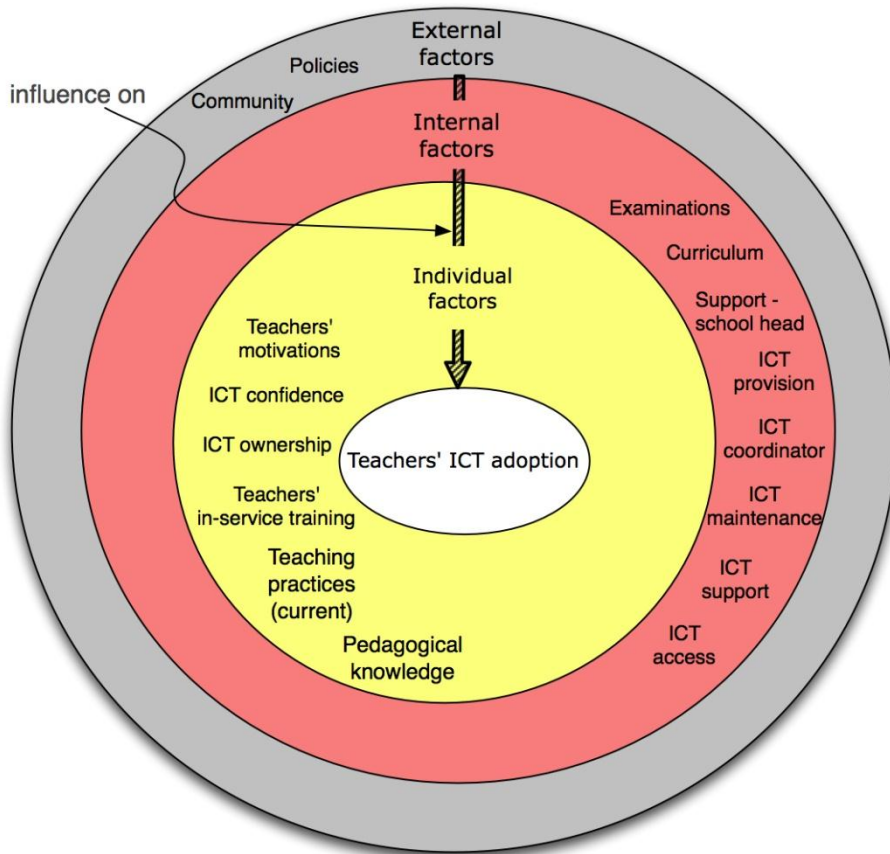 External
factors
Policies
Community
influence on
Internal
factors
Examinations
Curriculum
Support -
school head
ICT
provision
ICT
coordinator
ICT
maintenance
ICT
support
ICT
access
Individual
factors
Teachers'
motivations
ICT confidence
ICT ownership
Teachers'
in-service training
Teaching
practices
(current)
Pedagogical
knowledge
Teachers' ICT adoption